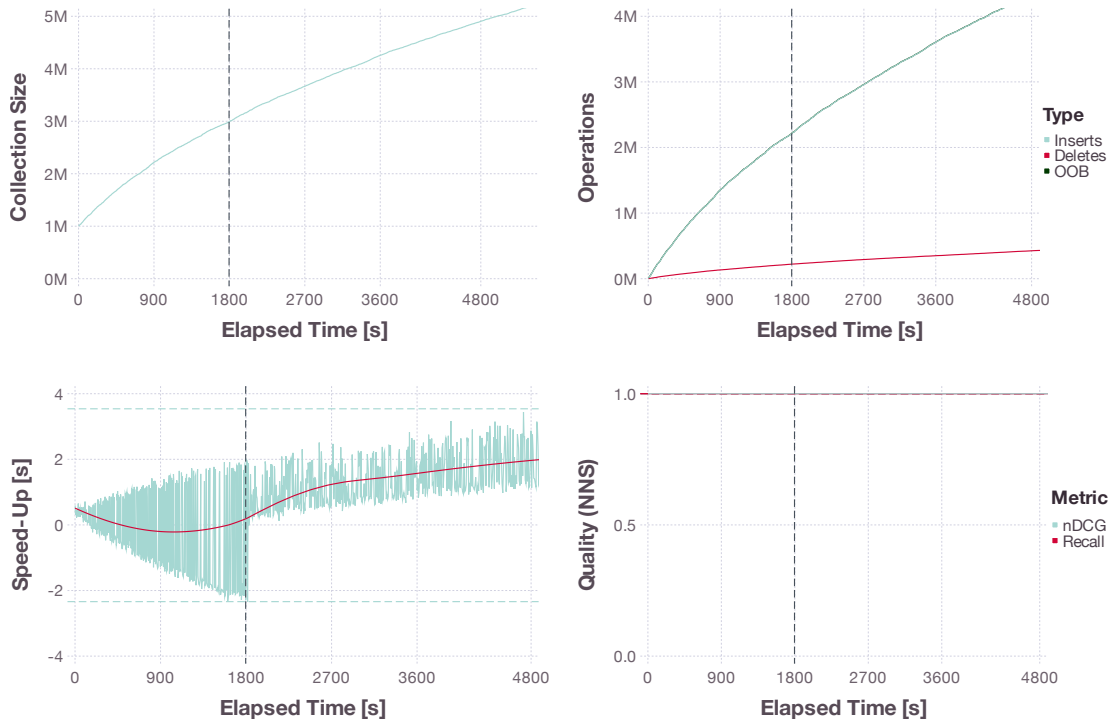 5M
4M
3M
2M
1M
0M
Collection Size
0 900 1800 2700 3600 4800
Elapsed Time [s]
4M
3M
2M
1M
0M
Operations
0 900 1800 2700 3600 4800
Elapsed Time [s]
Type
Inserts
Deletes
OOB
4
2
0
-2
-4
Speed-Up [s]
0 900 1800 2700 3600 4800
Elapsed Time [s]
1.0
0.5
0.0
Quality (NNS)
0 900 1800 2700 3600 4800
Elapsed Time [s]
Metric
nDCG
Recall